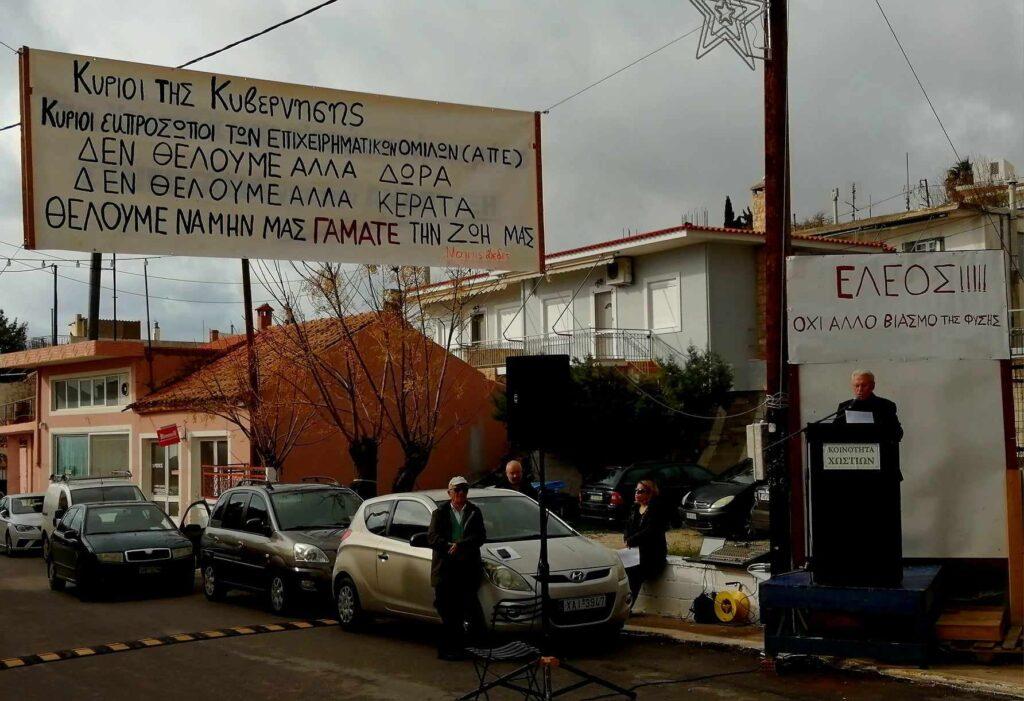 Κυριοι της Κυβερνησης
Κυριοι εκπροσωποι των επιχειρηματικων ομιλων (ΑΠΕ)
ΔΕΝ ΘΕΛΟΥΜΕ ΑΛΛΑ ΔΩΡΑ
ΔΕΝ ΘΕΛΟΥΜΕ ΑΛΛΑ ΚΕΡΑΤΑ
ΘΕΛΟΥΜΕ ΝΑ ΜΗΝ ΜΑΣ ΓΑΜΑΤΕ ΤΗΝ ΖΩΗ ΜΑΣ
ΕΛΕΟΣ!!!!!
ΟΧΙ ΑΛΛΟ ΒΙΑΣΜΟ ΤΗΣ ΦΥΣΗΣ
ΚΟΙΝΟΤΗΤΑ
ΧΩΣΤΙΩΝ